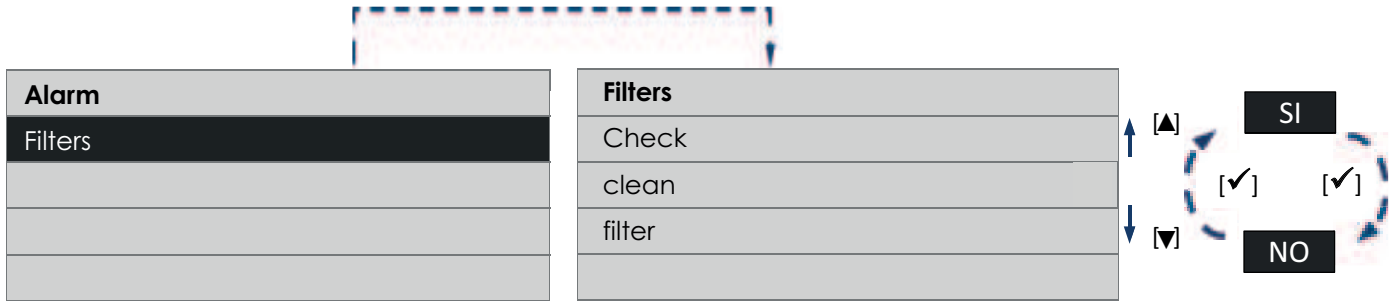 Alarm
Filters
Filters
Check
clean
filter
[▲]
[▼]
SI
[✓] [✓]
NO